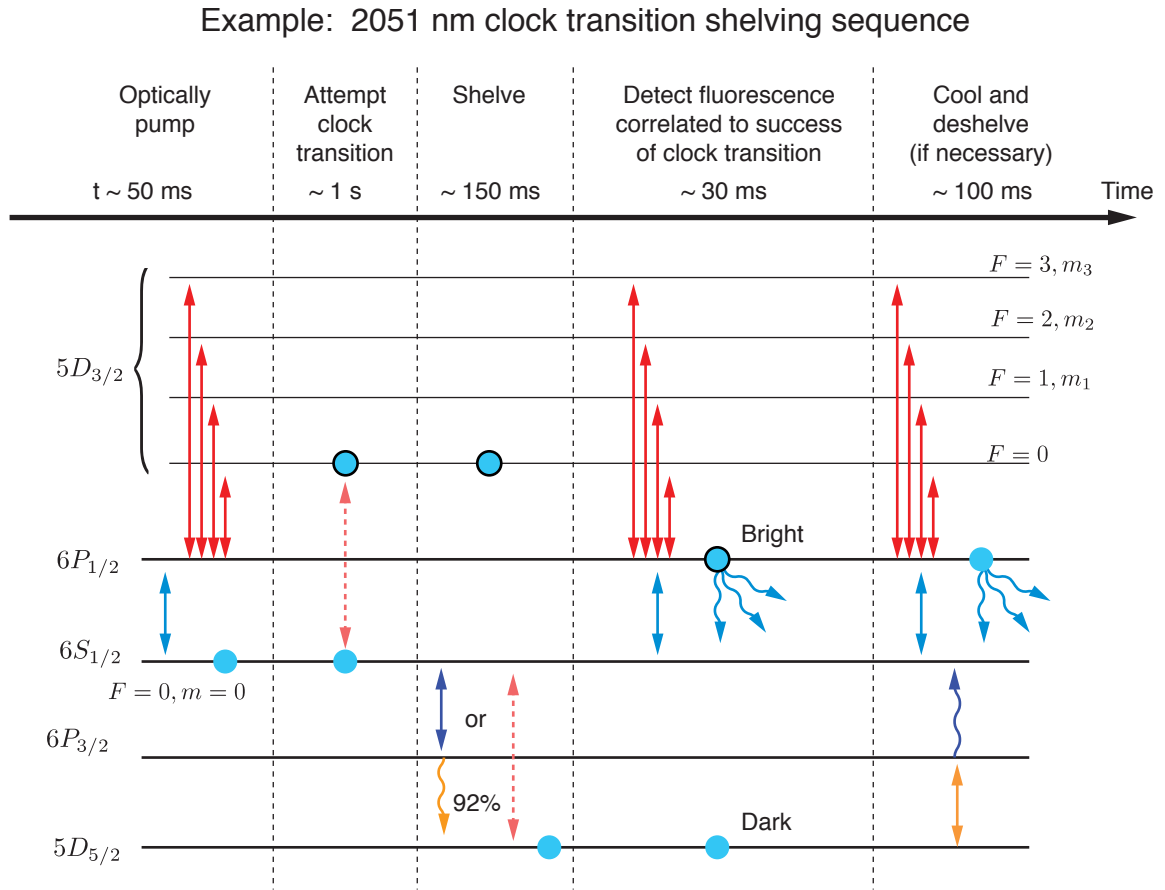 Example: 2051 nm clock transition shelving sequence
Optically
pump
Attempt
clock
transition
Shelve
Detect fluorescence
correlated to success
of clock transition
Cool and
deshelve
(if necessary)
t ~ 50 ms
~ 1 s
~ 150 ms
~ 30 ms
~ 100 ms
Time
F = 3, m₃
F = 2, m₂
5D₃/₂
F = 1, m₁
F = 0
Bright
6P₁/₂
6S₁/₂
F = 0, m = 0
or
6P₃/₂
92%
Dark
5D₅/₂